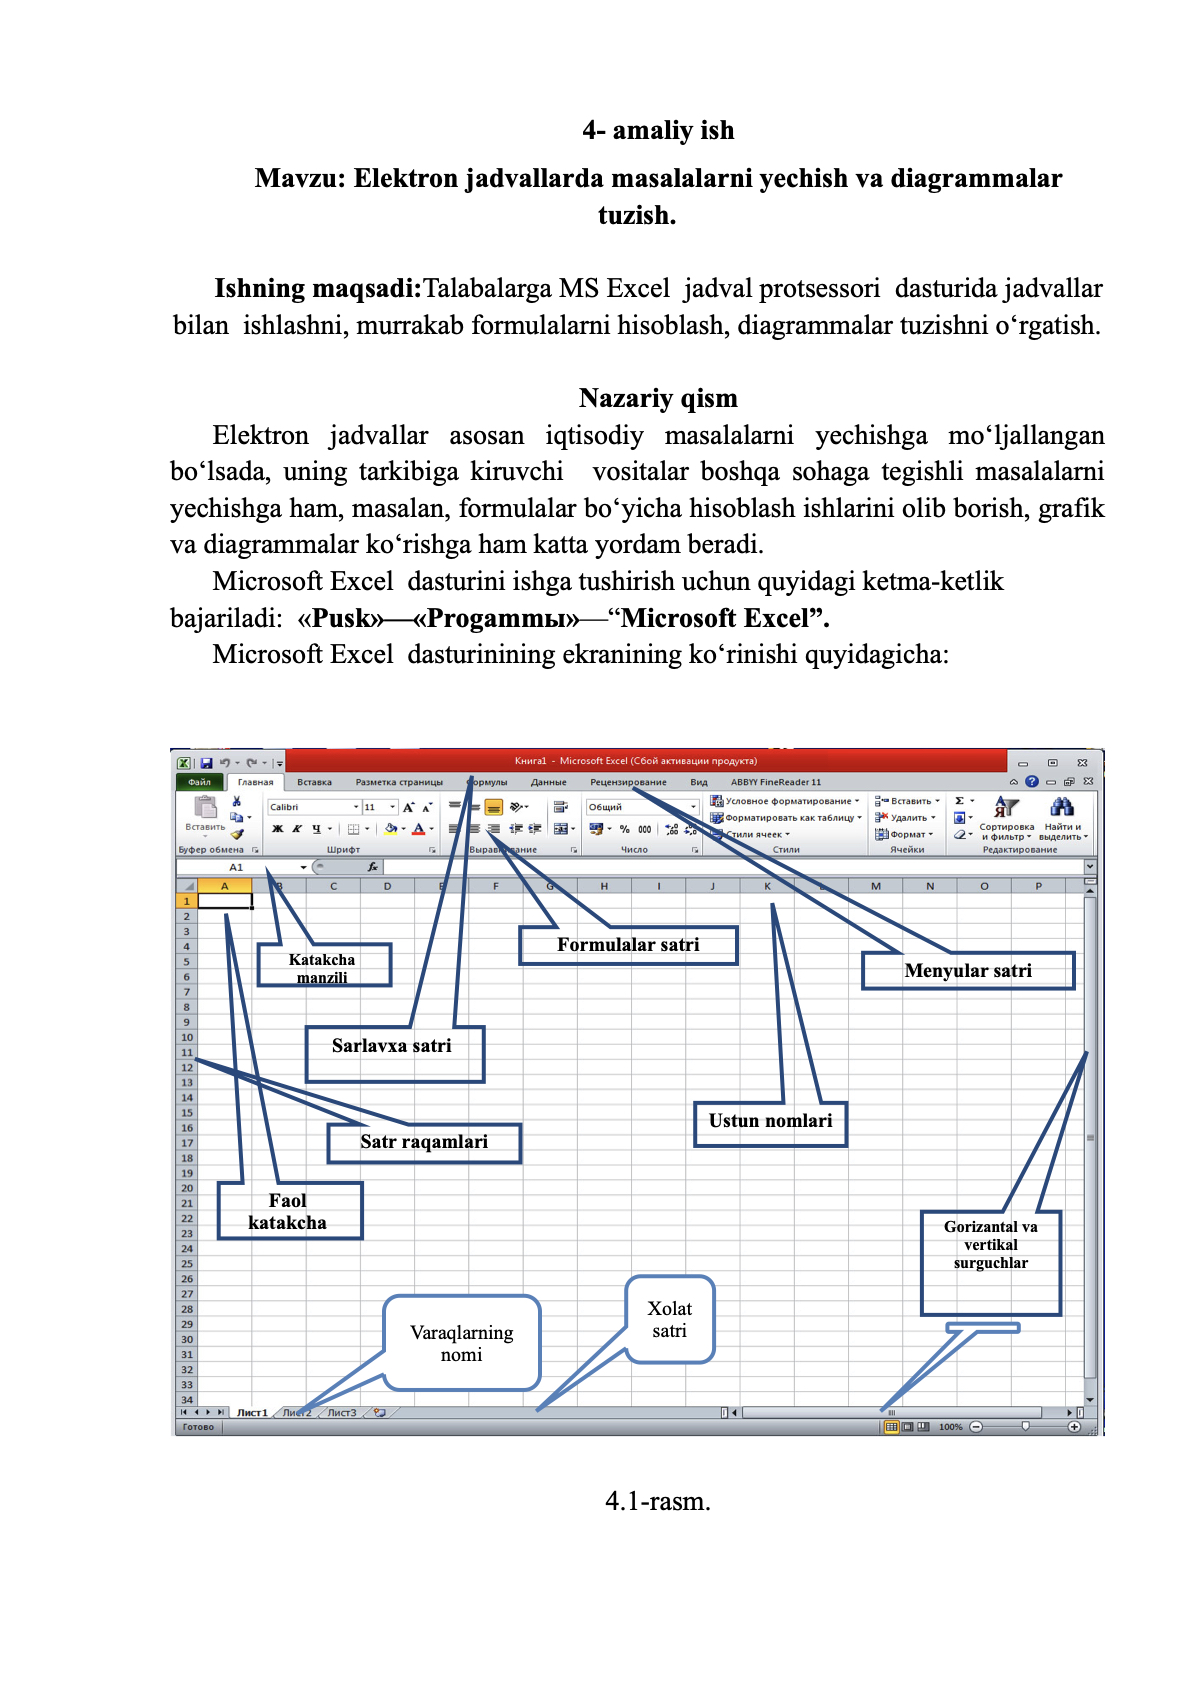 4- amaliy ish
Mavzu: Elektron jadvallarda masalalarni yechish va diagrammalar
tuzish.
Ishning maqsadi:Talabalarga MS Excel jadval protsessori dasturida jadvallar
bilan ishlashni, murrakab formulalarni hisoblash, diagrammalar tuzishni o‘rgatish.
Nazariy qism
Elektron jadvallar asosan iqtisodiy masalalarni yechishga mo‘ljallangan
bo‘lsada, uning tarkibiga kiruvchi vositalar boshqa sohaga tegishli masalalarni
yechishga ham, masalan, formulalar bo‘yicha hisoblash ishlarini olib borish, grafik
va diagrammalar ko‘rishga ham katta yordam beradi.
Microsoft Excel dasturini ishga tushirish uchun quyidagi ketma-ketlik
bajariladi: «Pusk»—«Progammы»—“Microsoft Excel”.
Microsoft Excel dasturinining ekranining ko‘rinishi quyidagicha:
Книга1 - Microsoft Excel (Сбой активации продукта)
Файл Главная Вставка Разметка страницы Формулы Данные Рецензирование Вид ABBYY FineReader 11
Calibri 11 Общий Условное форматирование Вставить Σ
Вставить Форматировать как таблицу Удалить Сортировка Найти и
Ж К Ч % 000 Стили ячеек Формат и фильтр выделить
Буфер обмена Шрифт Выравнивание Число Стили Ячейки Редактирование
A1 fx
A B C D E F G H I J K L M N O P
1
2
3
4
5
6
7
8
9
10
11
12
13
14
15
16
17
18
19
20
21
22
23
24
25
26
27
28
29
30
31
32
33
34
Formulalar satri
Katakcha
manzili
Menyular satri
Sarlavxa satri
Ustun nomlari
Satr raqamlari
Faol
katakcha
Gorizantal va
vertikal
surguchlar
Xolat
satri
Varaqlarning
nomi
Лист1 Лист2 Лист3
Готово 100%
4.1-rasm.